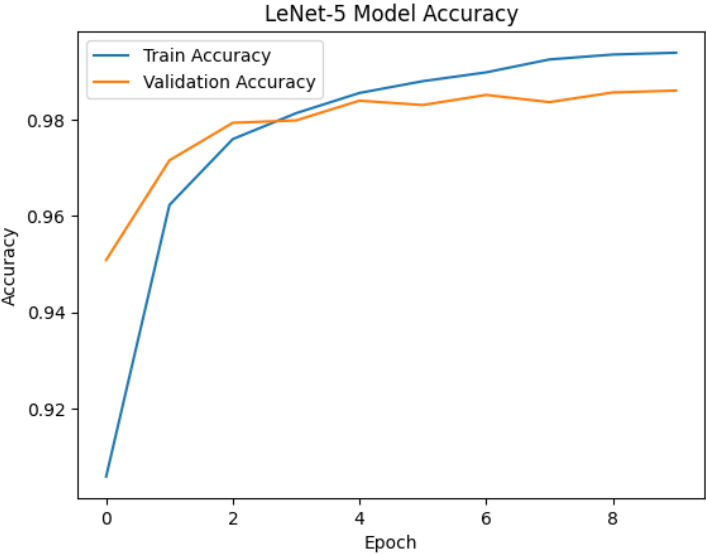 LeNet-5 Model Accuracy
Train Accuracy
Validation Accuracy
0.98
0.96
0.94
0.92
Accuracy
0 2 4 6 8
Epoch